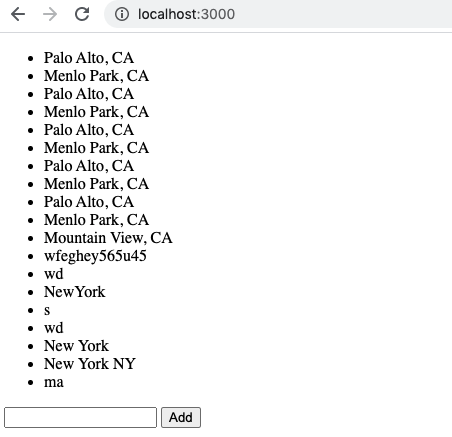 localhost:3000
Palo Alto, CA
Menlo Park, CA
Palo Alto, CA
Menlo Park, CA
Palo Alto, CA
Menlo Park, CA
Palo Alto, CA
Menlo Park, CA
Palo Alto, CA
Menlo Park, CA
Mountain View, CA
wfeghey565u45
wd
NewYork
s
wd
New York
New York NY
ma
Add